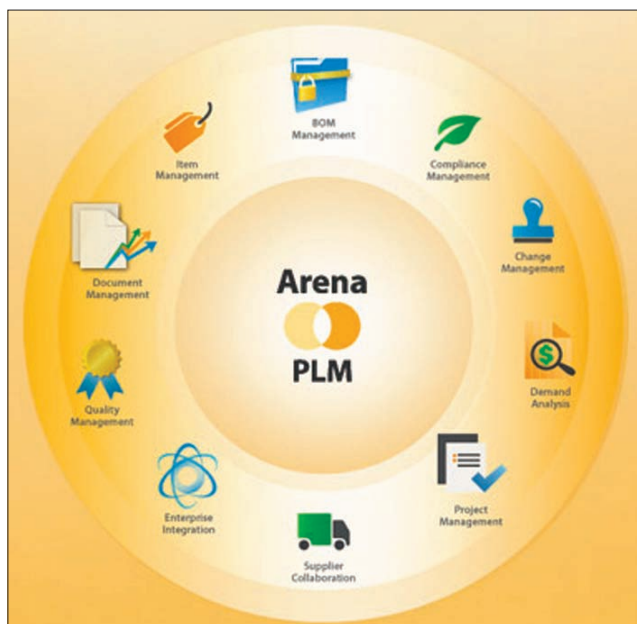 Arena
PLM
BOM
Management
Compliance
Management
Change
Management
$
Demand
Analysis
Project
Management
Supplier
Collaboration
Enterprise
Integration
Quality
Management
Document
Management
Item
Management